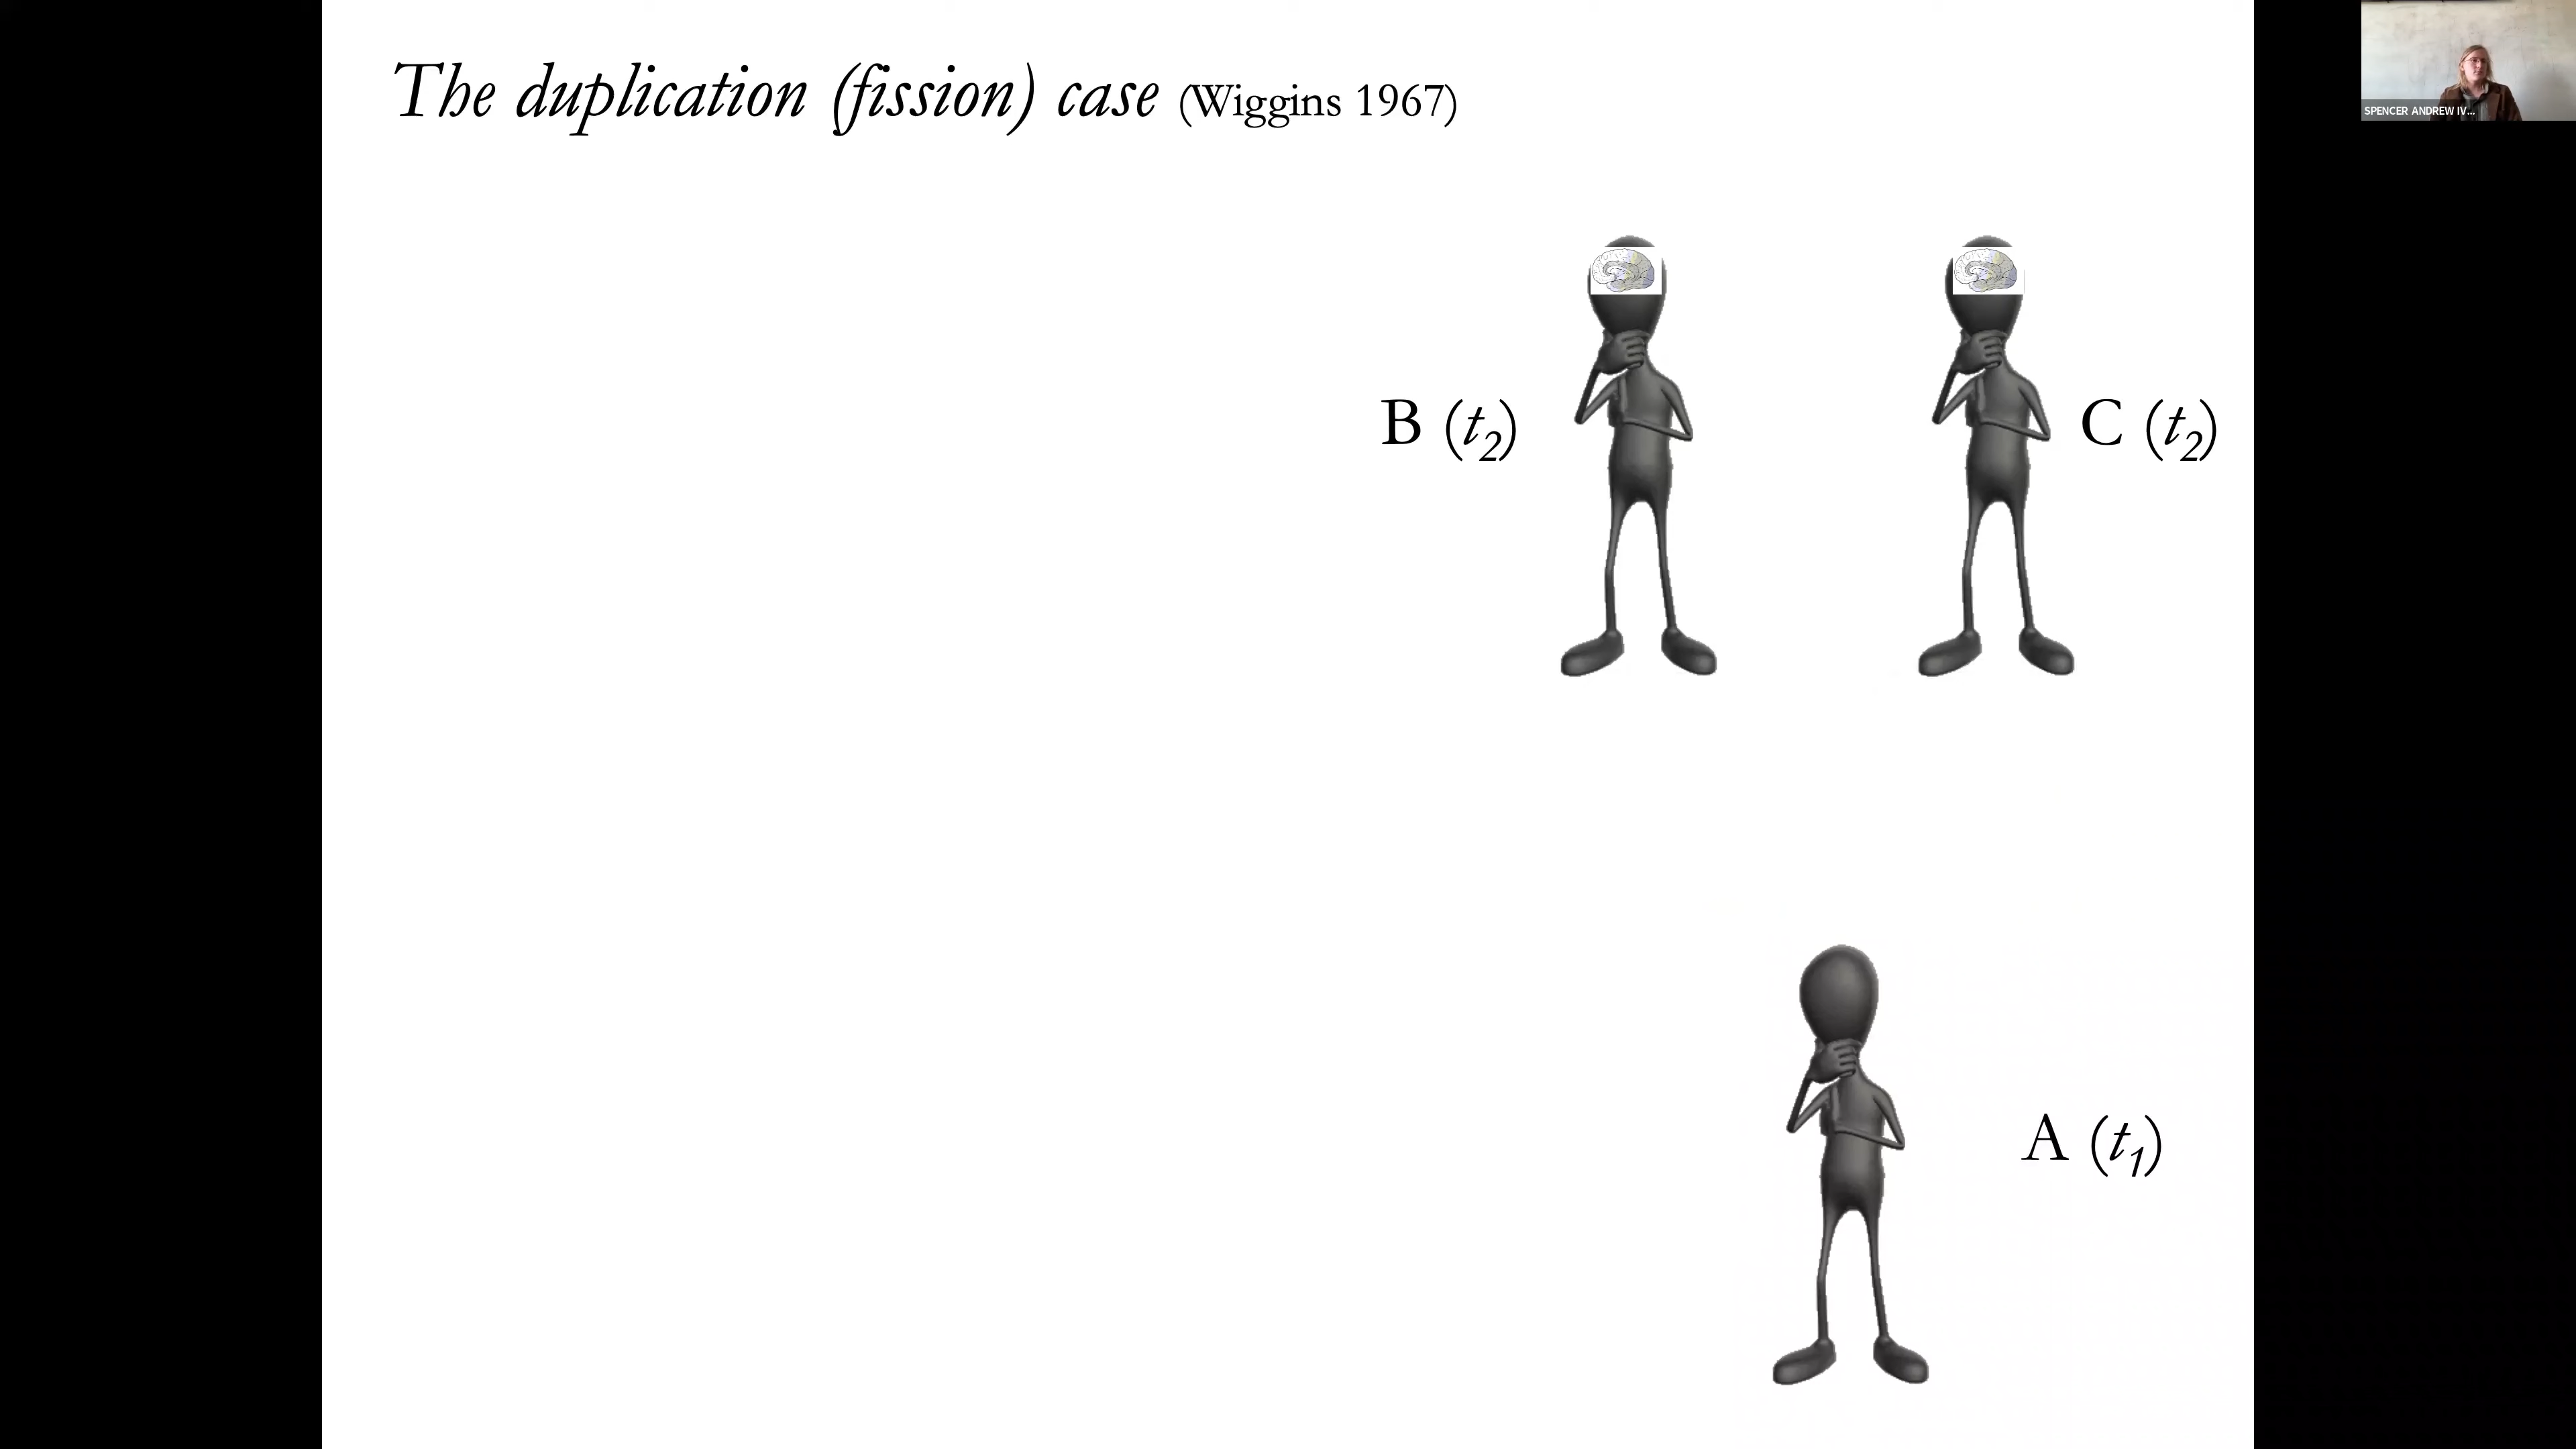 The duplication (fission) case (Wiggins 1967)
SPENCER ANDREW IV...
B (t2)
C (t2)
A (t1)